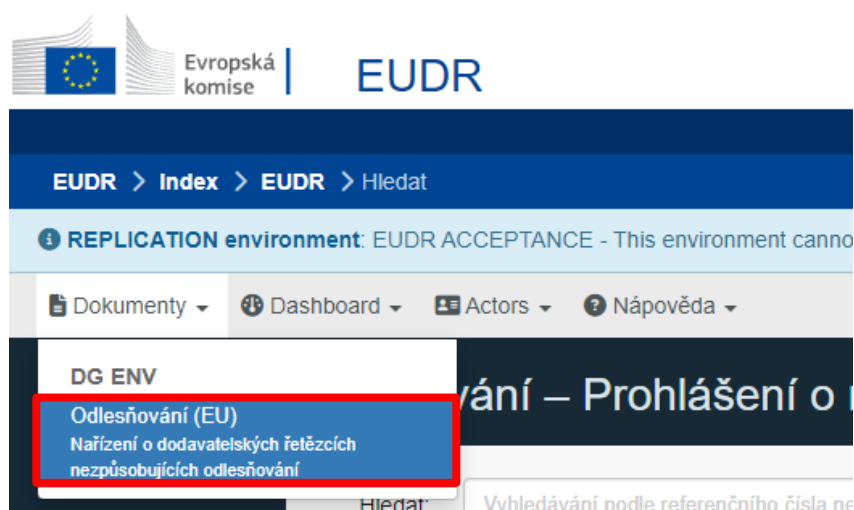 Evropská
komise
EUDR
EUDR > Index > EUDR > Hledat
REPLICATION environment: EUDR ACCEPTANCE - This environment canno
Dokumenty Dashboard Actors Nápověda
DG ENV
Odlesňování (EU)
Nařízení o dodavatelských řetězcích
nezpůsobujících odlesňování
vání – Prohlášení o
Hledat:
Vyhledávání podle referenčního čísla ne